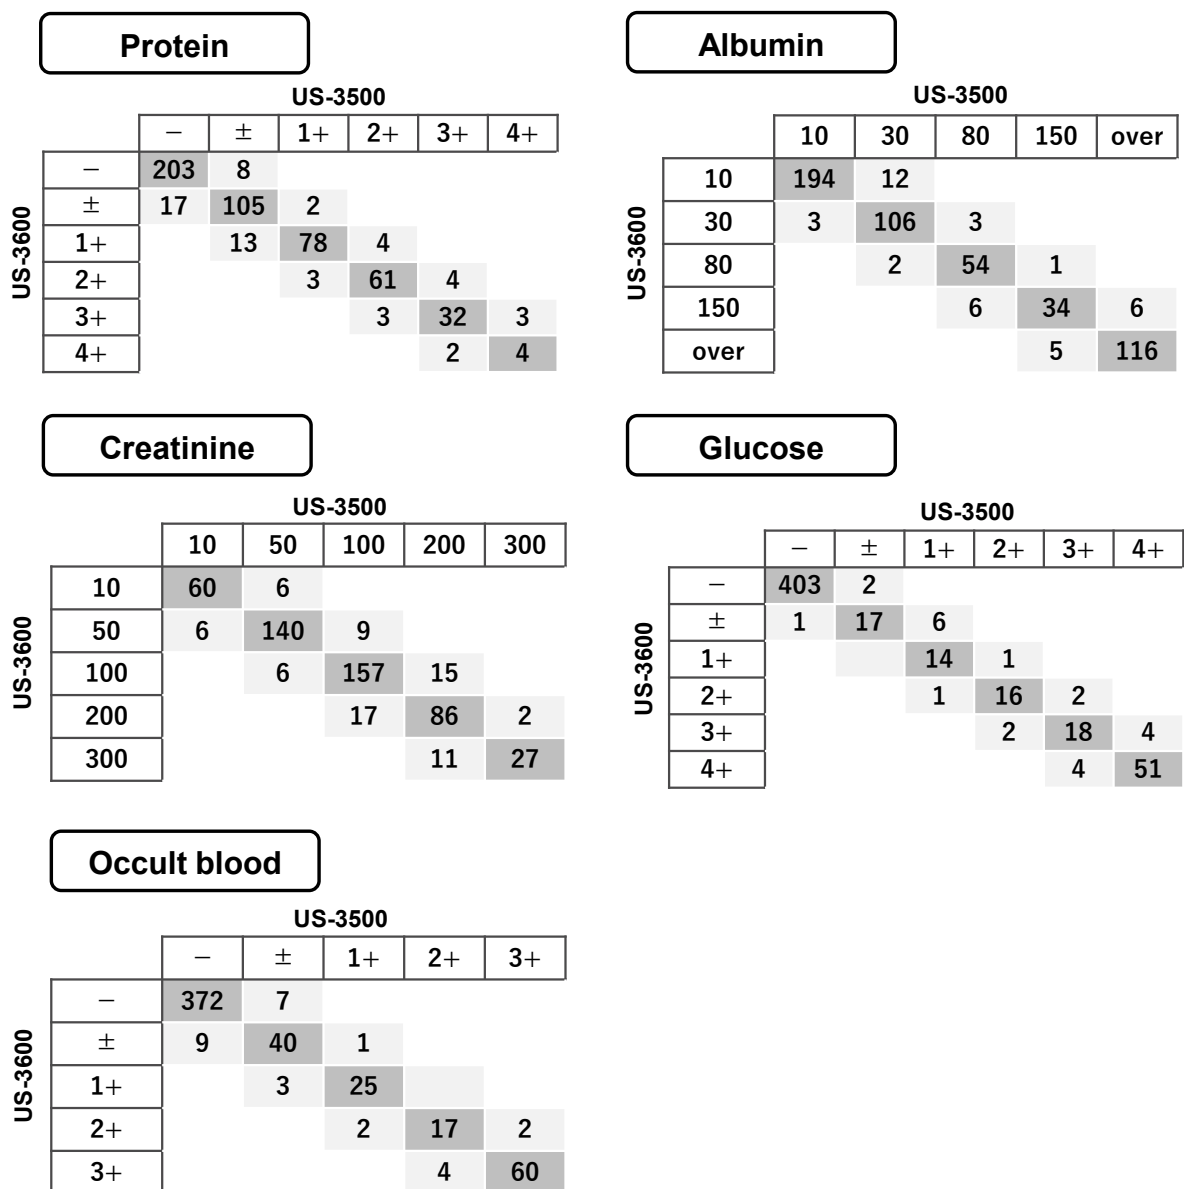 Protein
US-3500
− ± 1+ 2+ 3+ 4+
US-3600
− 203 8
± 17 105 2
1+ 13 78 4
2+ 3 61 4
3+ 3 32 3
4+ 2 4
Albumin
US-3500
10 30 80 150 over
US-3600
10 194 12
30 3 106 3
80 2 54 1
150 6 34 6
over 5 116
Creatinine
US-3500
10 50 100 200 300
US-3600
10 60 6
50 6 140 9
100 6 157 15
200 17 86 2
300 11 27
Glucose
US-3500
− ± 1+ 2+ 3+ 4+
US-3600
− 403 2
± 1 17 6
1+ 14 1
2+ 1 16 2
3+ 2 18 4
4+ 4 51
Occult blood
US-3500
− ± 1+ 2+ 3+
US-3600
− 372 7
± 9 40 1
1+ 3 25
2+ 2 17 2
3+ 4 60